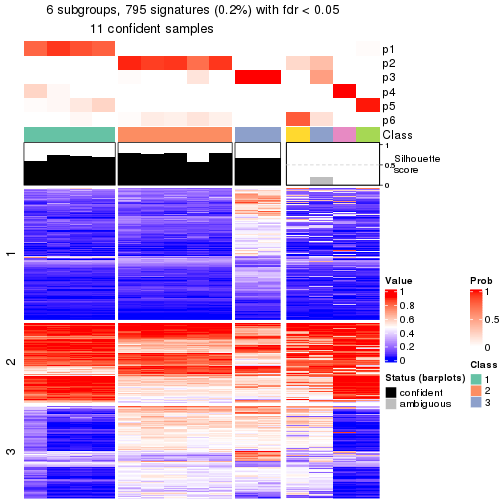 6 subgroups, 795 signatures (0.2%) with fdr < 0.05
11 confident samples
p1
p2
p3
p4
p5
p6
Class
1
0.5
0
Silhouette
score
1
2
3
Value
1
0.8
0.6
0.4
0.2
0
Prob
1
0.5
0
Status (barplots)
confident
ambiguous
Class
1
2
3